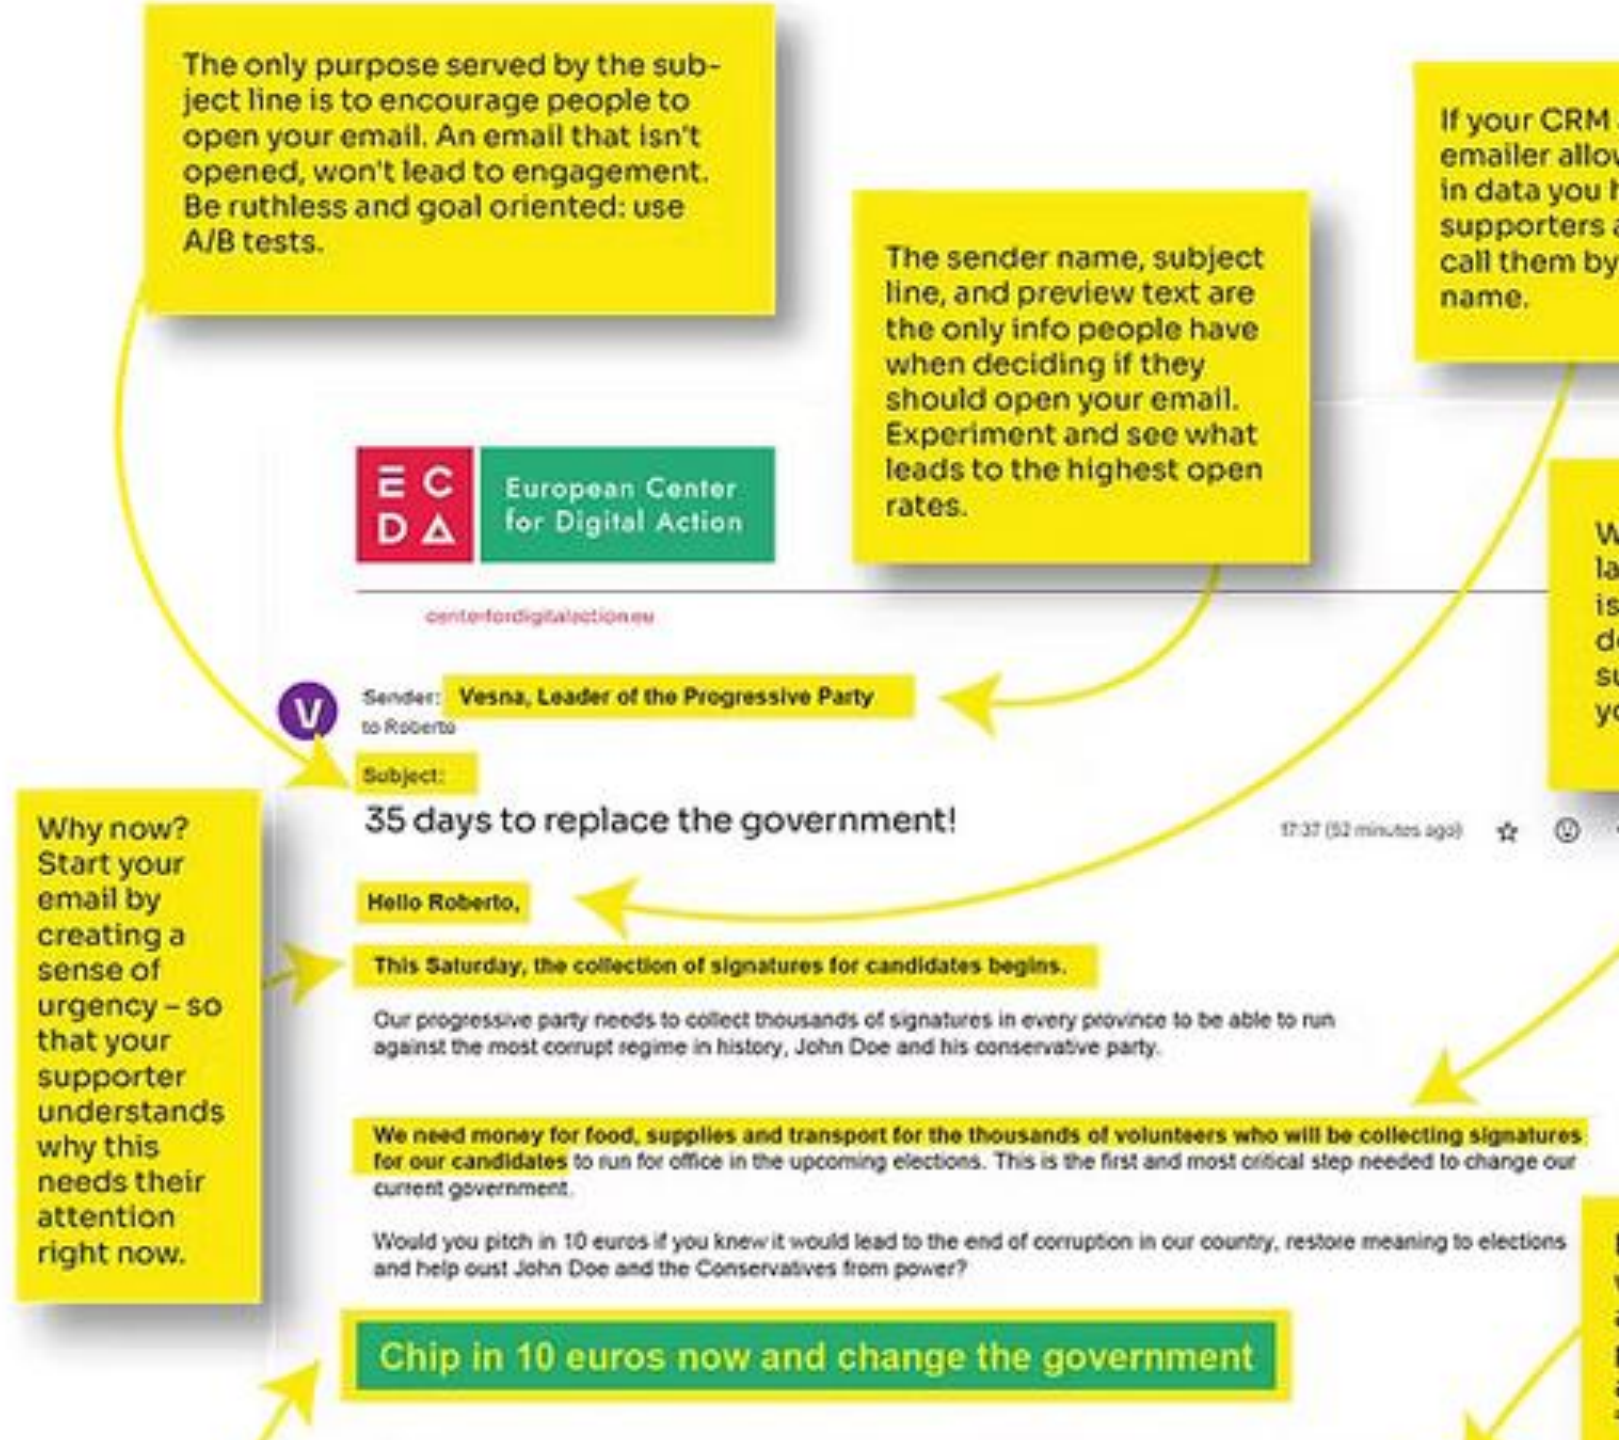 The only purpose served by the sub-
ject line is to encourage people to
open your email. An email that isn't
opened, won't lead to engagement.
Be ruthless and goal oriented: use
A/B tests.
If your CRM
emailer
in data you
supporters
call them by
name.
The sender name, subject
line, and preview text are
the only info people have
when deciding if they
should open your email.
Experiment and see what
leads to the highest open
rates.
E C
D A
European Center
for Digital Action
centerfordigitalaction.eu
Sender: Vesna, Leader of the Progressive Party
V
to Roberto
Subject:
35 days to replace the government!
17:37 (52 minutes ago)
Why now?
Start your
email by
creating a
sense of
urgency – so
that your
supporter
understands
why this
needs their
attention
right now.
Hello Roberto,
This Saturday, the collection of signatures for candidates begins.
Our progressive party needs to collect thousands of signatures in every province to be able to run
against the most corrupt regime in history, John Doe and his conservative party.
We need money for food, supplies and transport for the thousands of volunteers who will be collecting signatures
for our candidates to run for office in the upcoming elections. This is the first and most critical step needed to change our
current government.
Would you pitch in 10 euros if you knew it would lead to the end of corruption in our country, restore meaning to elections
and help oust John Doe and the Conservatives from power?
Chip in 10 euros now and change the government